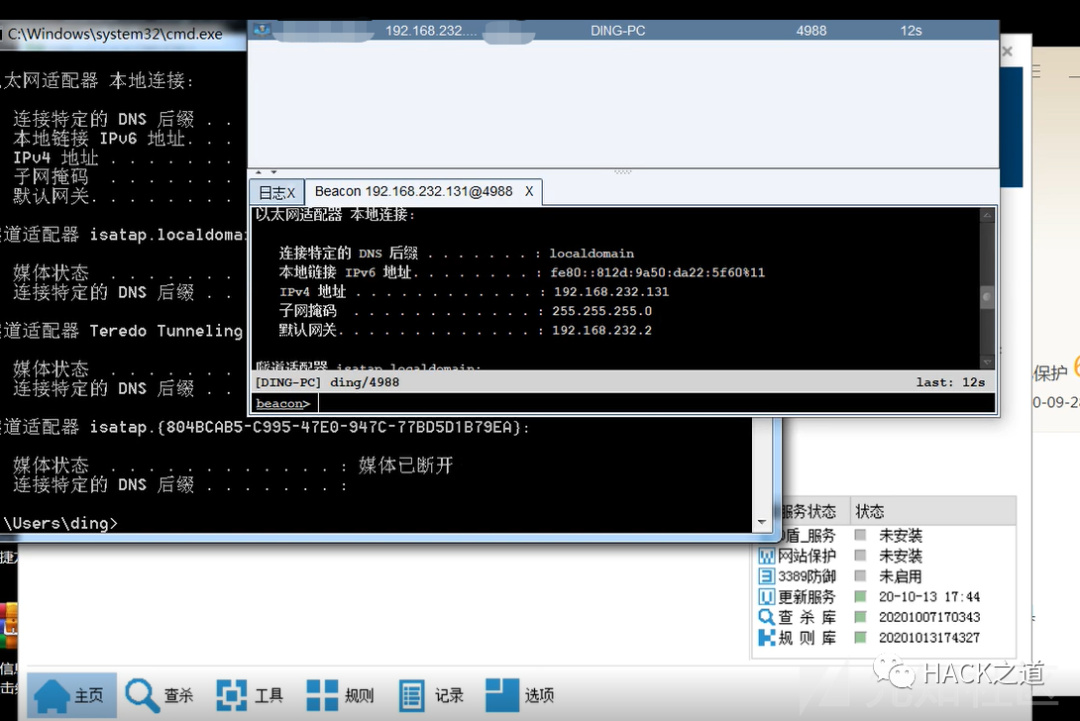 C:\Windows\system32\cmd.exe
太网适配器 本地连接:
连接特定的 DNS 后缀 . .
本地链接 IPv6 地址. . .
IPv4 地址 . . . . . . .
子网掩码 . . . . . . .
默认网关. . . . . . . .
道适配器 isatap.localdomai
媒体状态 . . . . . . .
连接特定的 DNS 后缀 . .
道适配器 Teredo Tunneling
媒体状态 . . . . . . .
连接特定的 DNS 后缀 . .
道适配器 isatap.{804BCAB5-C995-47E0-947C-77BD5D1B79EA}:
媒体状态 . . . . . . . . . . . . : 媒体已断开
连接特定的 DNS 后缀 . . . . . . . :
\Users\ding>
192.168.232.... DING-PC 4988 12s
日志X Beacon 192.168.232.131@4988 X
以太网适配器 本地连接:
连接特定的 DNS 后缀 . . . . . . . : localdomain
本地链接 IPv6 地址. . . . . . . . : fe80::812d:9a50:da22:5f60%11
IPv4 地址 . . . . . . . . . . . . : 192.168.232.131
子网掩码 . . . . . . . . . . . . : 255.255.255.0
默认网关. . . . . . . . . . . . . : 192.168.232.2
隧道适配器 isatap.localdomain:
[DING-PC] ding/4988 last: 12s
beacon>
保护
0-09-28
服务状态 状态
盾_服务 未安装
网站保护 未安装
3389防御 未启用
更新服务 20-10-13 17:44
查 杀 库 20201007170343
规 则 库 20201013174327
主页 查杀 工具 规则 记录 选项
HACK之道